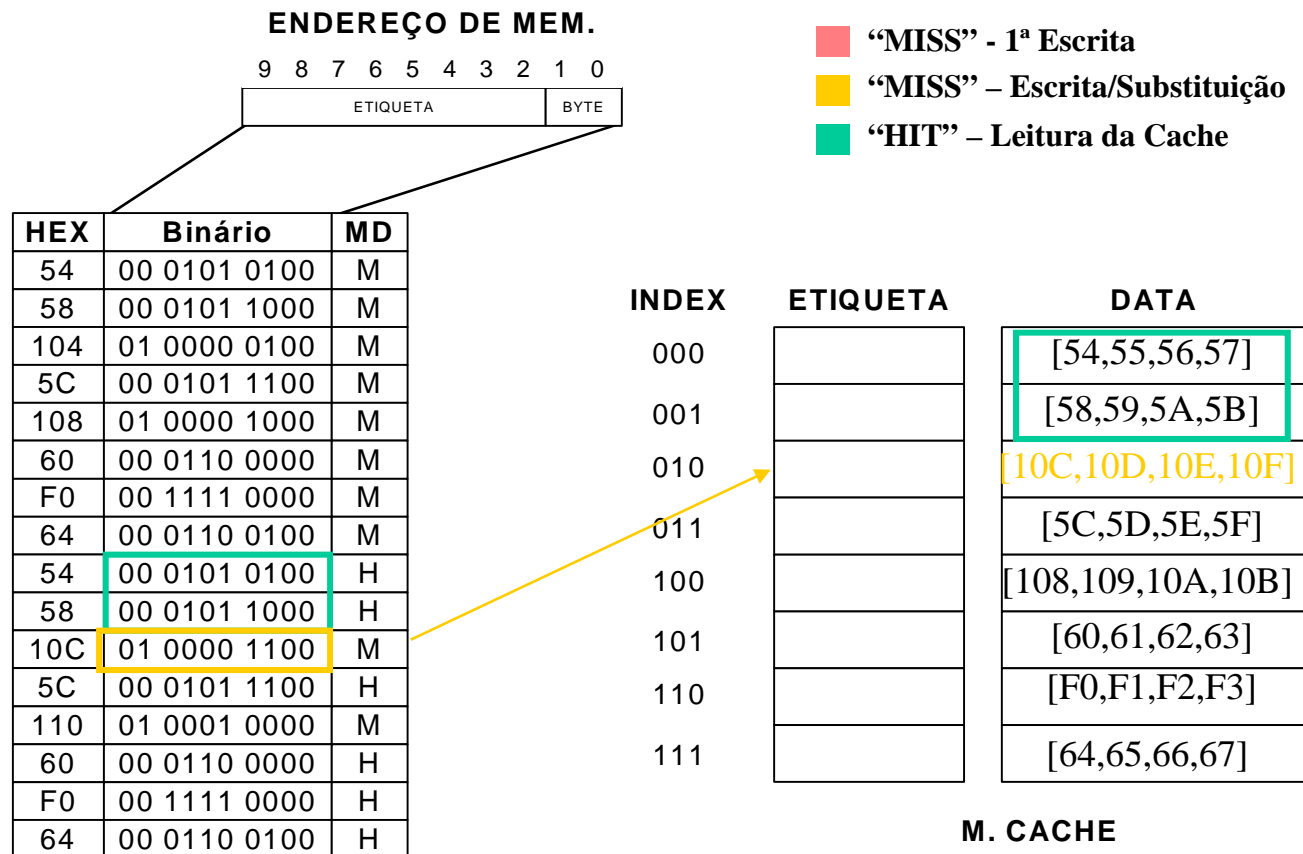 ENDEREÇO DE MEM.
9 8 7 6 5 4 3 2 1 0
ETIQUETA BYTE
“MISS” - 1ª Escrita
“MISS” – Escrita/Substituição
“HIT” – Leitura da Cache
HEX Binário MD
54 00 0101 0100 M
58 00 0101 1000 M
104 01 0000 0100 M
5C 00 0101 1100 M
108 01 0000 1000 M
60 00 0110 0000 M
F0 00 1111 0000 M
64 00 0110 0100 M
54 00 0101 0100 H
58 00 0101 1000 H
10C 01 0000 1100 M
5C 00 0101 1100 H
110 01 0001 0000 M
60 00 0110 0000 H
F0 00 1111 0000 H
64 00 0110 0100 H
INDEX ETIQUETA DATA
000 [54,55,56,57]
001 [58,59,5A,5B]
010 [10C,10D,10E,10F]
011 [5C,5D,5E,5F]
100 [108,109,10A,10B]
101 [60,61,62,63]
110 [F0,F1,F2,F3]
111 [64,65,66,67]
M. CACHE